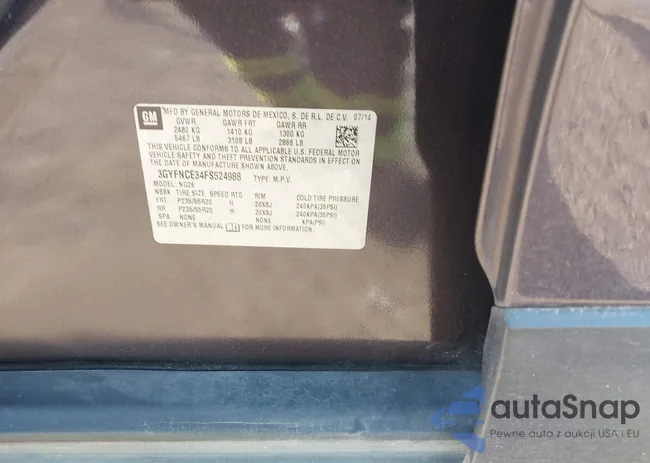 GM
MFD BY GENERAL MOTORS DE MEXICO, S. DE R.L. DE C.V. 07/14
GVWR GAWR FRT GAWR RR
2480 KG 1410 KG 1300 KG
5467 LB 3108 LB 2866 LB
THIS VEHICLE CONFORMS TO ALL APPLICABLE U.S. FEDERAL MOTOR
VEHICLE SAFETY AND THEFT PREVENTION STANDARDS IN EFFECT ON
THE DATE OF MANUFACTURE SHOWN ABOVE.
3GYFNCE34FS524988 TYPE: M.P.V.
MODEL: NG26
NBBK TIRE SIZE SPEED RTG RIM COLD TIRE PRESSURE
FRT P235/55R20 H 20X8J 240KPA(35PSI)
RR P235/55R20 H 20X8J 240KPA(35PSI)
SPA NONE NONE KPA(PSI)
SEE OWNER'S MANUAL FOR MORE INFORMATION.
autaSnap
Pewne auta z aukcji USA i EU